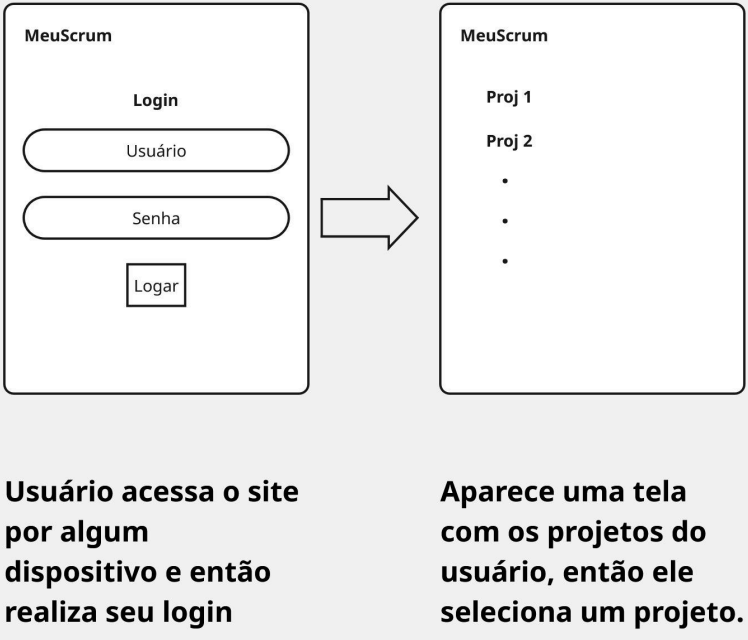 MeuScrum
Login
Usuário
Senha
Logar
MeuScrum
Proj 1
Proj 2
Usuário acessa o site
por algum
dispositivo e então
realiza seu login
Aparece uma tela
com os projetos do
usuário, então ele
seleciona um projeto.